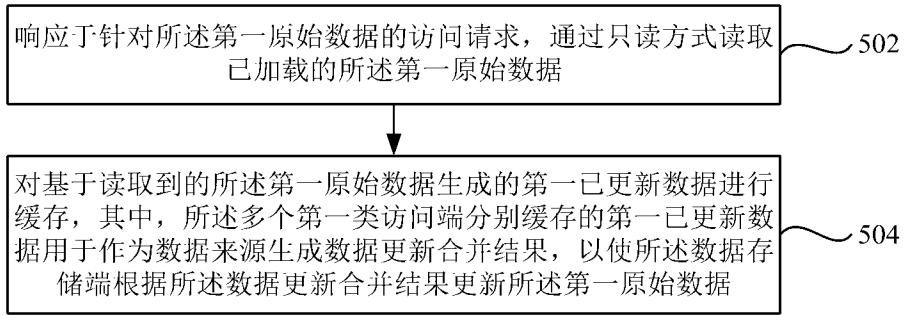 响应于针对所述第一原始数据的访问请求，通过只读方式读取
已加载的所述第一原始数据
502
对基于读取到的所述第一原始数据生成的第一已更新数据进行
缓存，其中，所述多个第一类访问端分别缓存的第一已更新数
据用于作为数据来源生成数据更新合并结果，以使所述数据存
储端根据所述数据更新合并结果更新所述第一原始数据
504